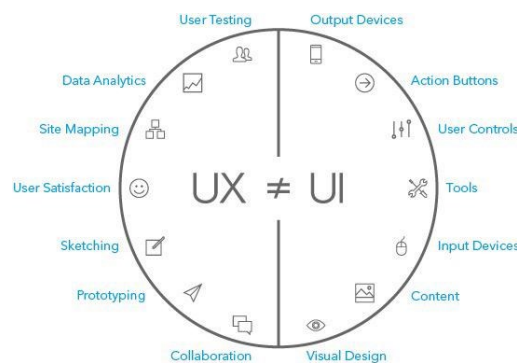 User Testing
Output Devices
Data Analytics
Action Buttons
Site Mapping
User Controls
User Satisfaction
UX ≠ UI
Tools
Sketching
Input Devices
Prototyping
Content
Collaboration
Visual Design